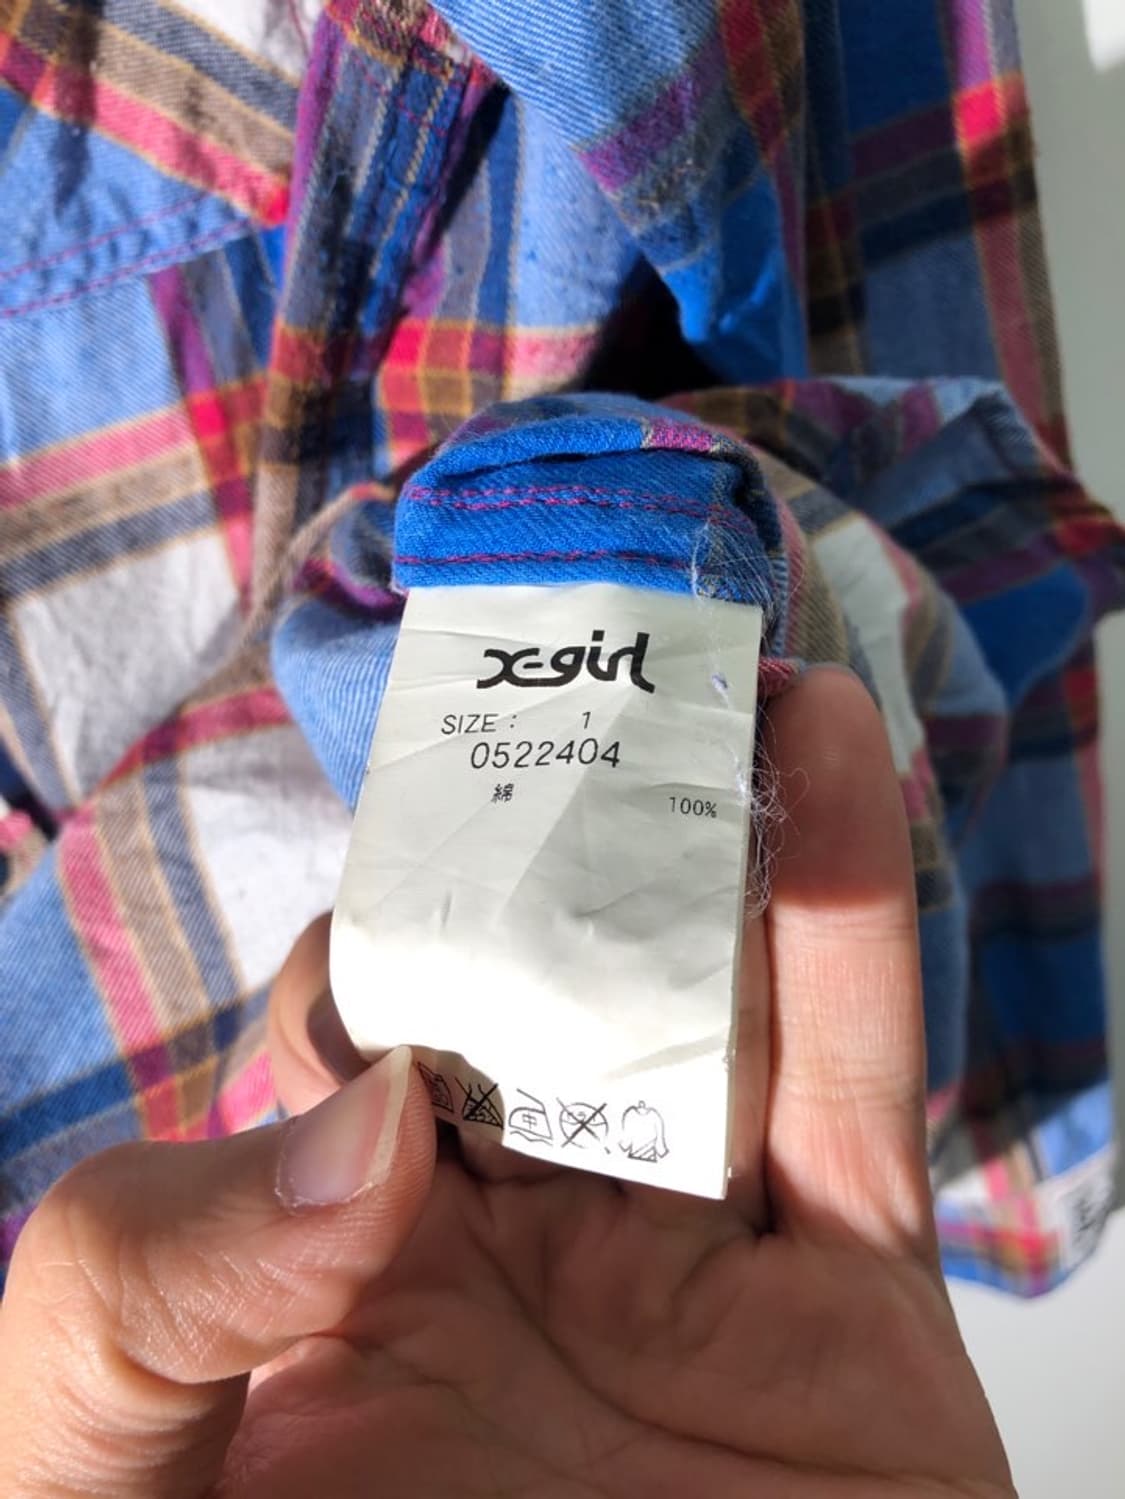 X-girl
SIZE : 1
0522404
綿 100%